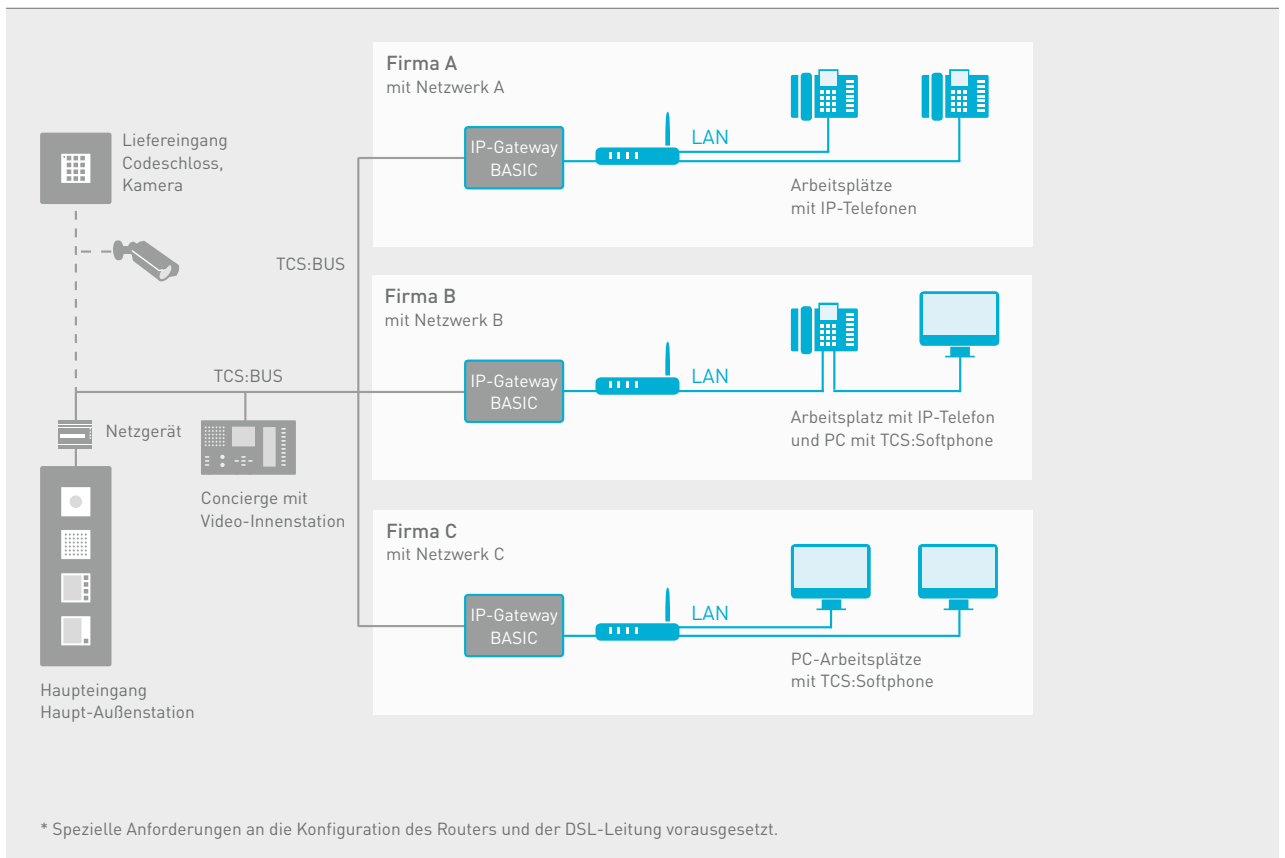 Firma A
mit Netzwerk A
IP-Gateway
BASIC
LAN
Arbeitsplätze
mit IP-Telefonen
Liefereingang
Codeschloss,
Kamera
TCS:BUS
Firma B
mit Netzwerk B
IP-Gateway
BASIC
LAN
Arbeitsplatz mit IP-Telefon
und PC mit TCS:Softphone
TCS:BUS
Netzgerät
Concierge mit
Video-Innenstation
Firma C
mit Netzwerk C
IP-Gateway
BASIC
LAN
PC-Arbeitsplätze
mit TCS:Softphone
Haupteingang
Haupt-Außenstation
* Spezielle Anforderungen an die Konfiguration des Routers und der DSL-Leitung vorausgesetzt.